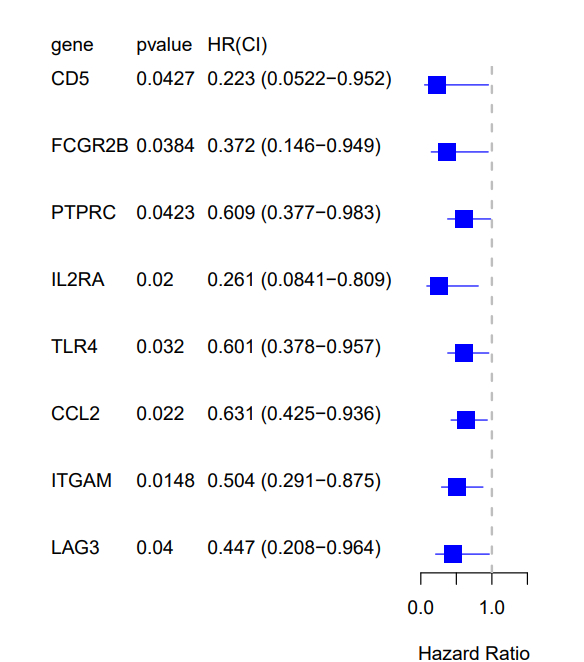 gene pvalue HR(CI)
CD5 0.0427 0.223 (0.0522−0.952)
FCGR2B 0.0384 0.372 (0.146−0.949)
PTPRC 0.0423 0.609 (0.377−0.983)
IL2RA 0.02 0.261 (0.0841−0.809)
TLR4 0.032 0.601 (0.378−0.957)
CCL2 0.022 0.631 (0.425−0.936)
ITGAM 0.0148 0.504 (0.291−0.875)
LAG3 0.04 0.447 (0.208−0.964)
0.0 1.0
Hazard Ratio